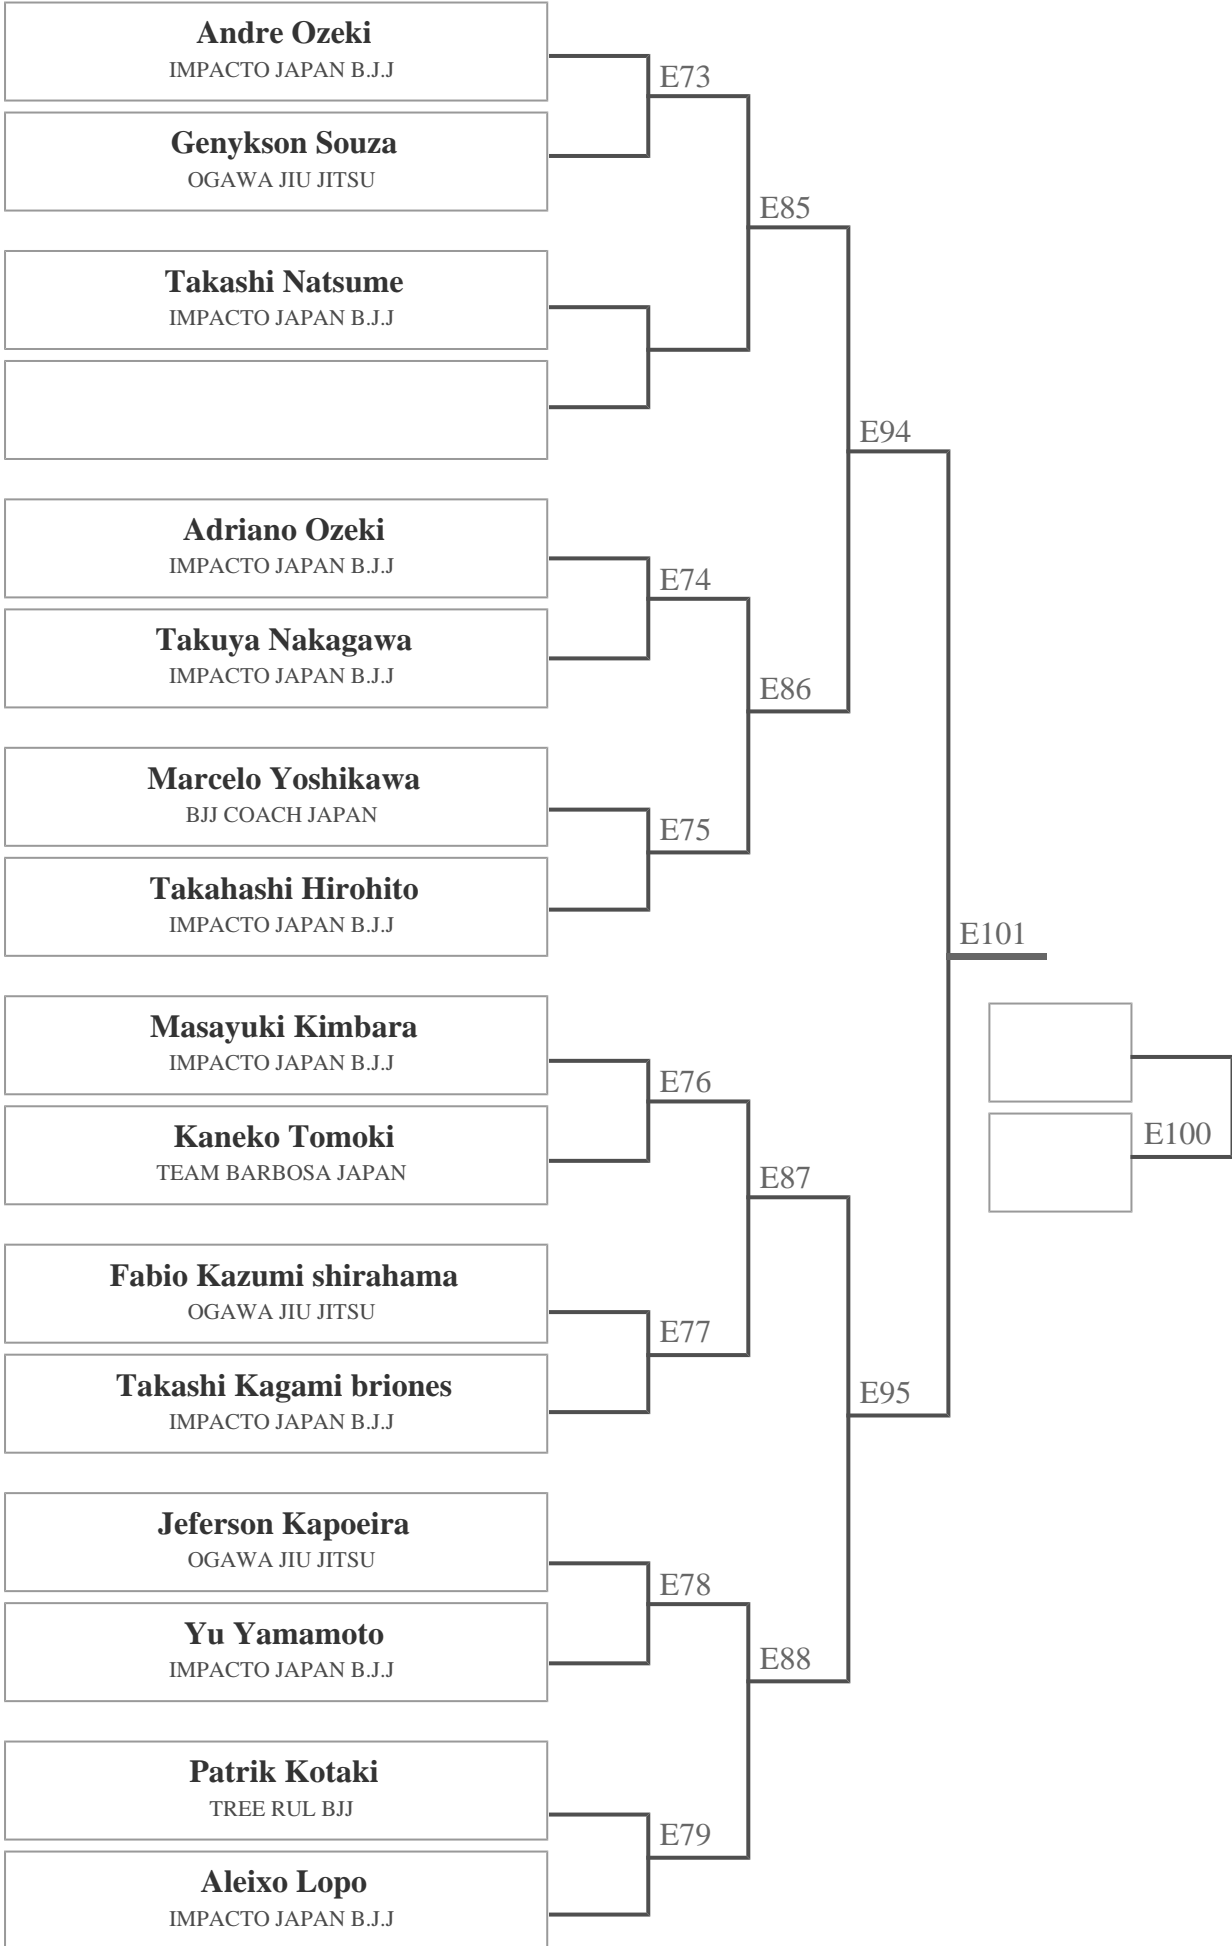 Andre Ozeki
IMPACTO JAPAN B.J.J
E73
Genykson Souza
OGAWA JIU JITSU
E85
Takashi Natsume
IMPACTO JAPAN B.J.J
E94
Adriano Ozeki
IMPACTO JAPAN B.J.J
E74
Takuya Nakagawa
IMPACTO JAPAN B.J.J
E86
Marcelo Yoshikawa
BJJ COACH JAPAN
E75
Takahashi Hirohito
IMPACTO JAPAN B.J.J
E101
Masayuki Kimbara
IMPACTO JAPAN B.J.J
E76
Kaneko Tomoki
TEAM BARBOSA JAPAN
E100
E87
Fabio Kazumi shirahama
OGAWA JIU JITSU
E77
Takashi Kagami briones
IMPACTO JAPAN B.J.J
E95
Jeferson Kapoeira
OGAWA JIU JITSU
E78
Yu Yamamoto
IMPACTO JAPAN B.J.J
E88
Patrik Kotaki
TREE RUL BJJ
E79
Aleixo Lopo
IMPACTO JAPAN B.J.J